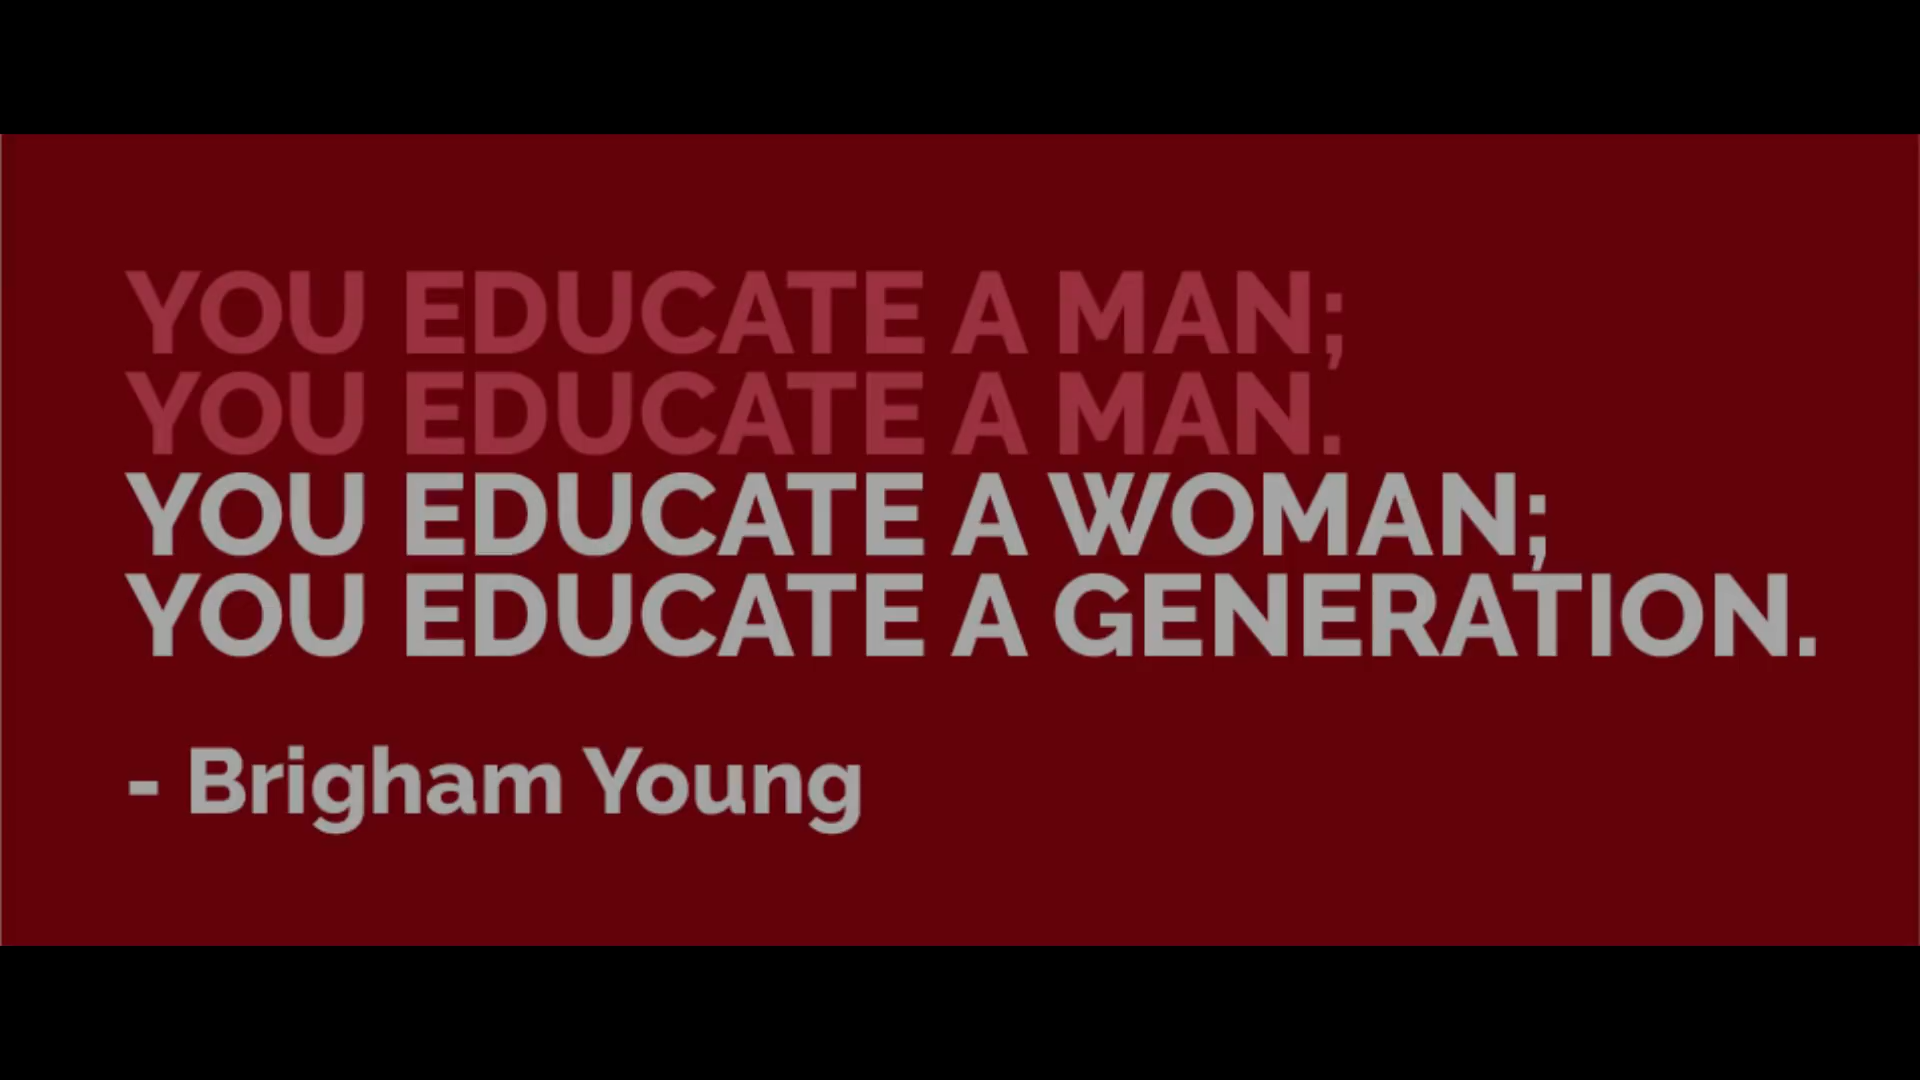 YOU EDUCATE A MAN;
YOU EDUCATE A MAN.
YOU EDUCATE A WOMAN;
YOU EDUCATE A GENERATION.
- Brigham Young